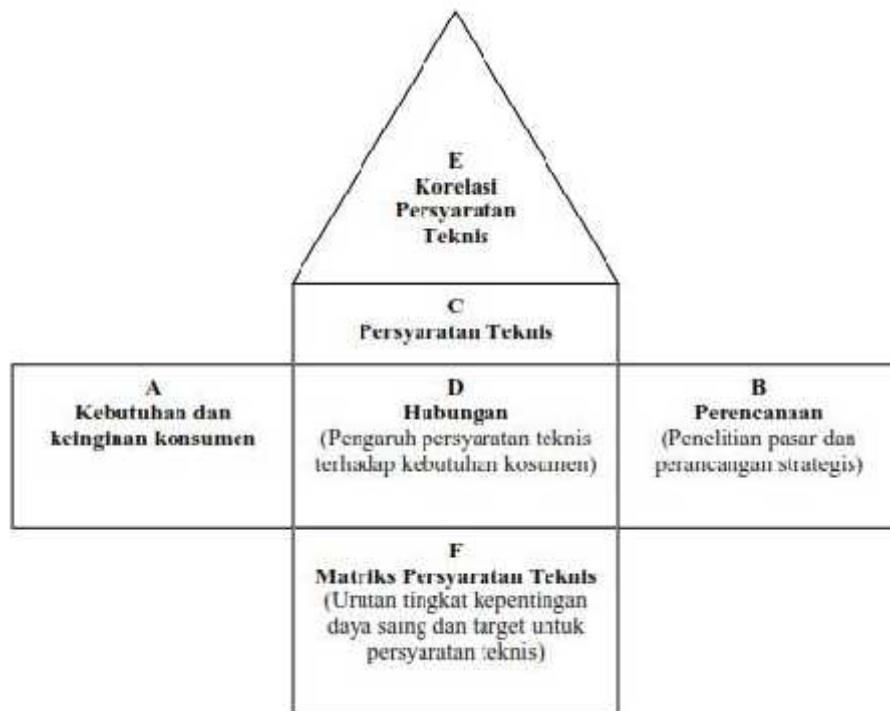 E
Korelasi
Persyaratan
Teknis
C
Persyaratan Teknis
A
Kebutuhan dan
keinginan konsumen
D
Hubungan
(Pengaruh persyaratan teknis
terhadap kebutuhan kosumen)
B
Perencanaan
(Penelitian pasar dan
perancangan strategis)
F
Matriks Persyaratan Teknis
(Urutan tingkat kepentingan
daya saing dan target untuk
persyaratan teknis)